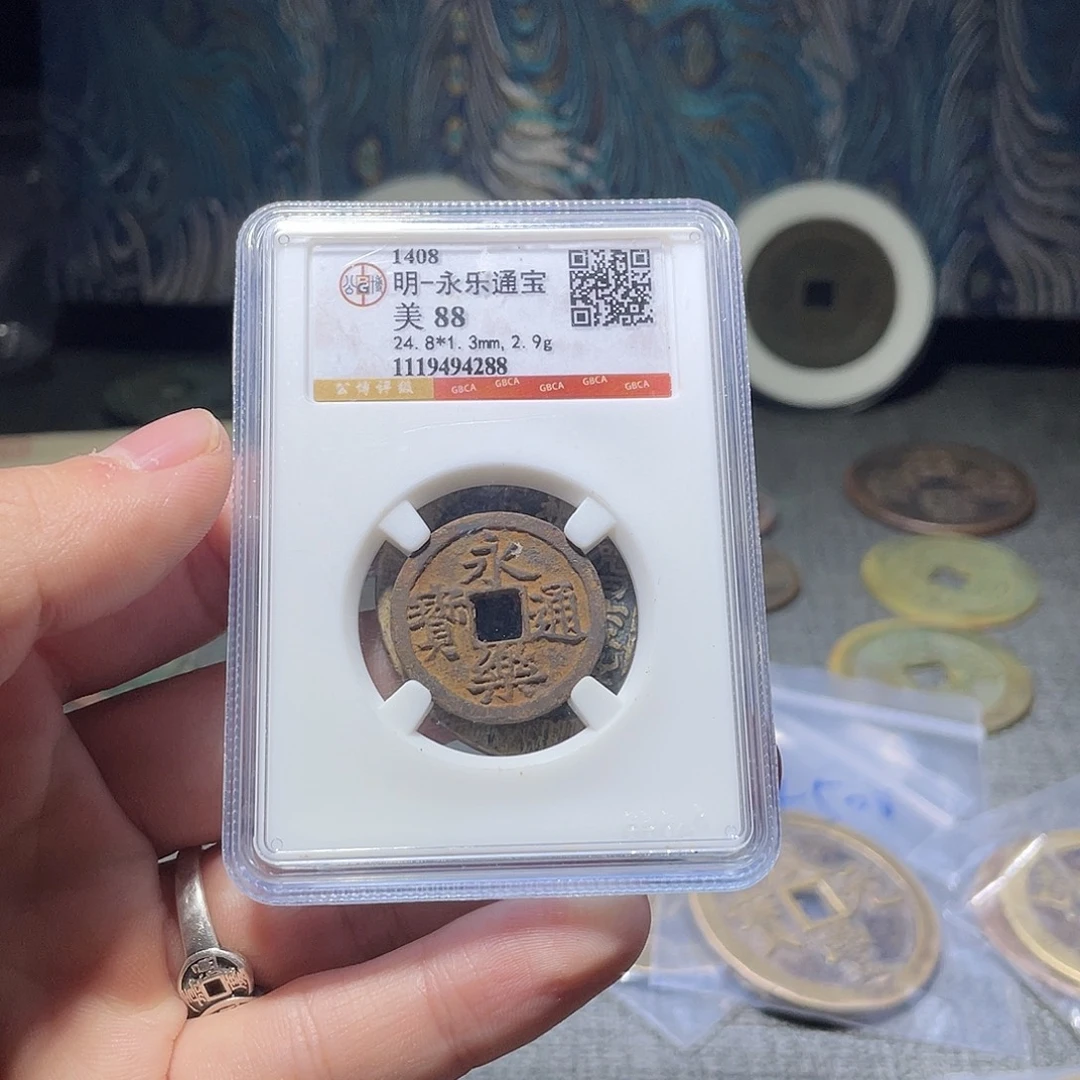 1408
明-永乐通宝
美 88
24.8*1.3mm, 2.9g
1119494288
公博评级 GBCA GBCA GBCA GBCA GBCA
永樂通寶